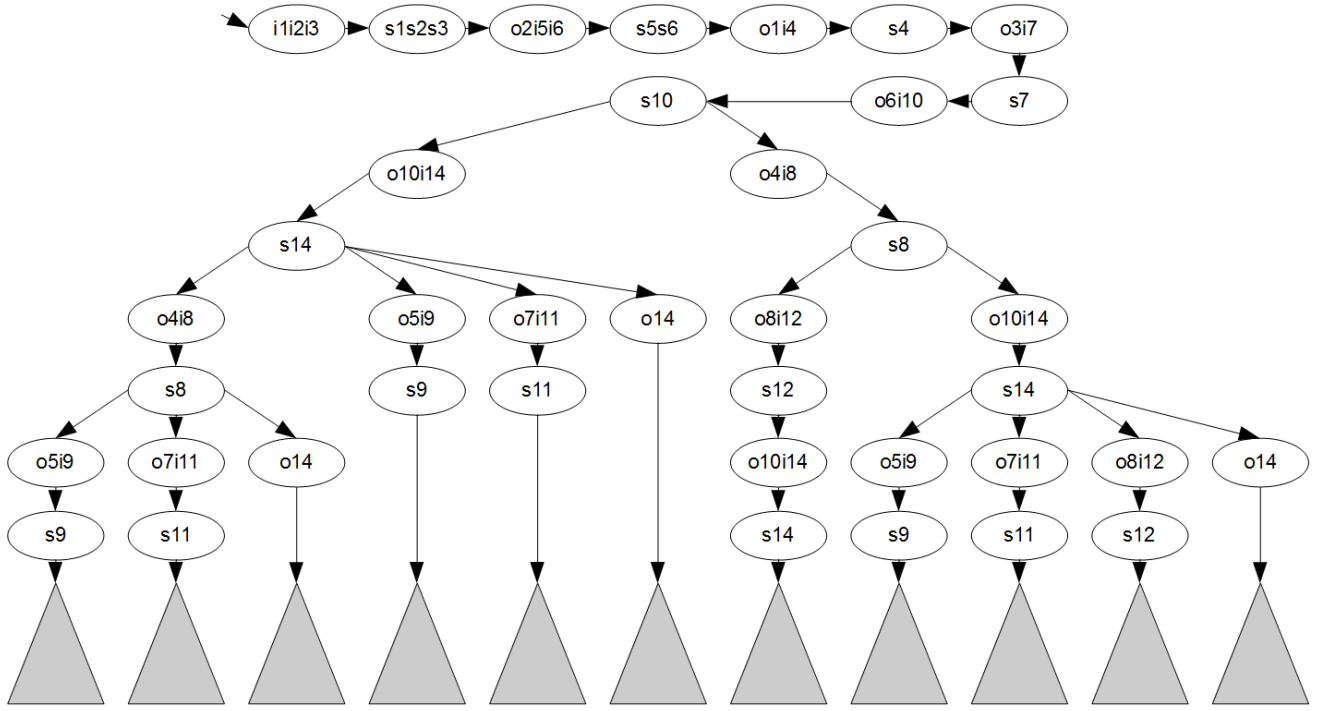 i1i2i3 s1s2s3 o2i5i6 s5s6 o1i4 s4 o3i7
s10 o6i10 s7
o10i14 o4i8
s14 s8
o4i8 o5i9 o7i11 o14 o8i12 o10i14
s8 s9 s11 s12 s14
o5i9 o7i11 o14 o10i14 o5i9 o7i11 o8i12 o14
s9 s11 s14 s9 s11 s12